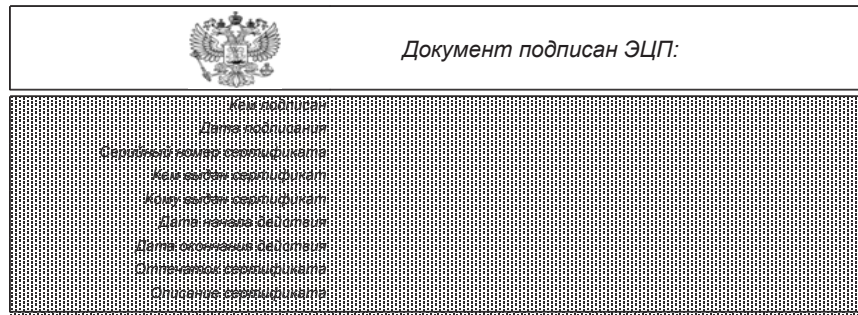 Документ подписан ЭЦП:
Кем подписан
Дата подписания
Серийный номер сертификата
Кем выдан сертификат
Кому выдан сертификат
Дата начала действия
Дата окончания действия
Отпечаток сертификата
Описание сертификата